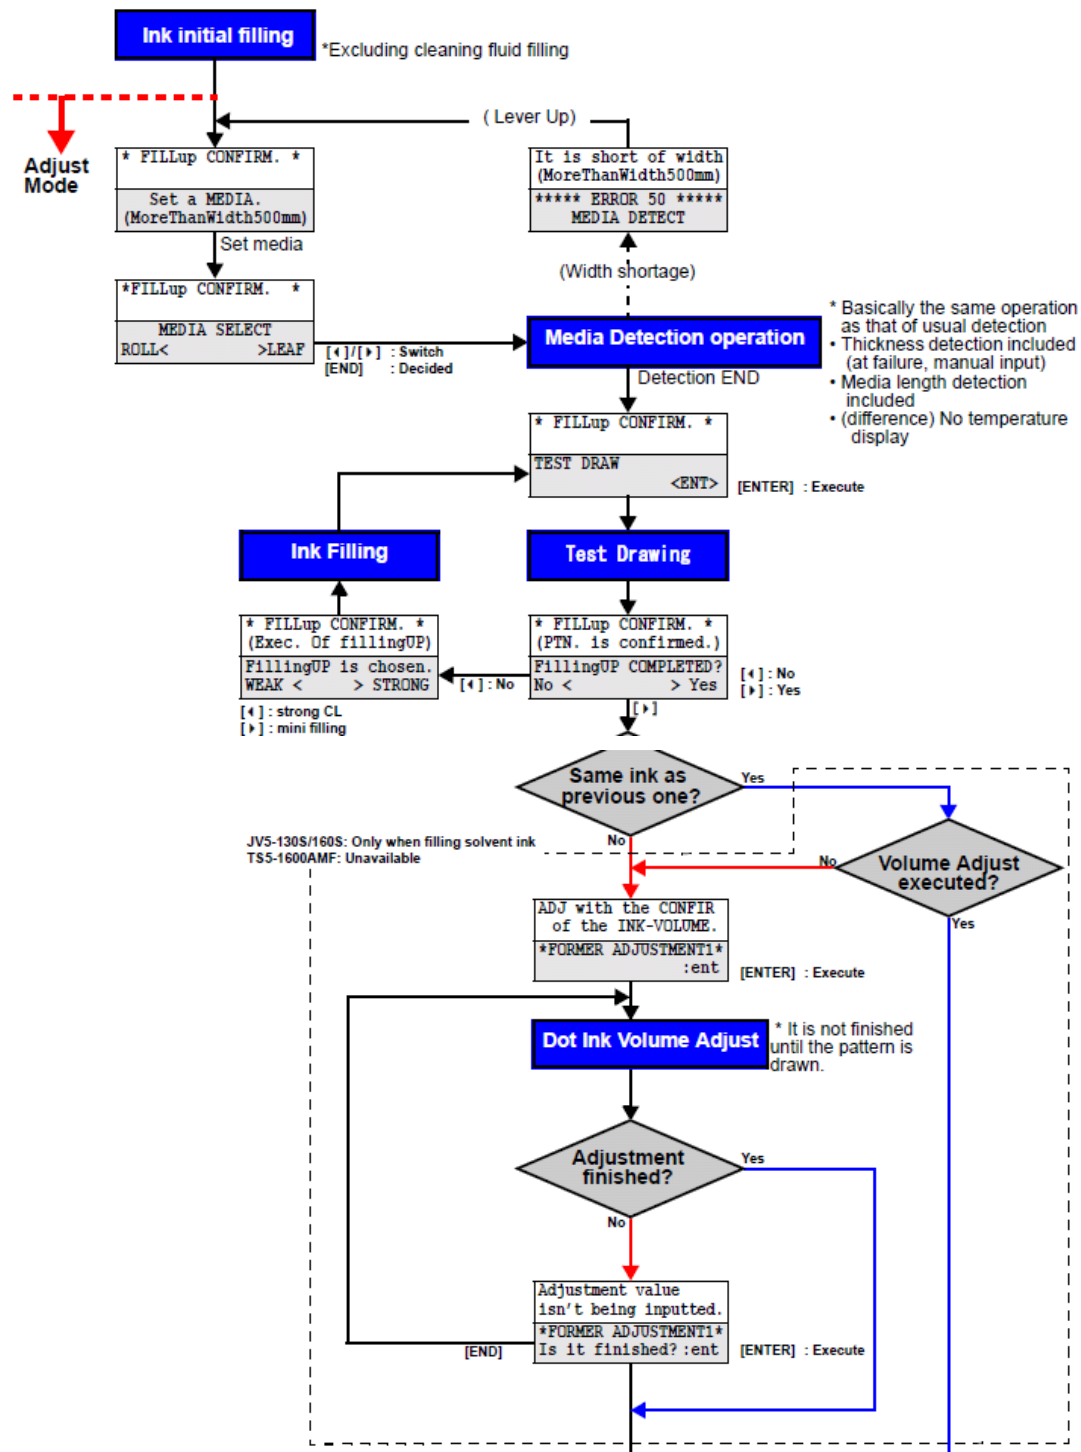 Ink initial filling
*Excluding cleaning fluid filling
( Lever Up)
Adjust
Mode
* FILLup CONFIRM. *
Set a MEDIA.
(MoreThanWidth500mm)
It is short of width
(MoreThanWidth500mm)
***** ERROR 50 *****
MEDIA DETECT
Set media
(Width shortage)
*FILLup CONFIRM. *
MEDIA SELECT
ROLL< >LEAF
[◂]/[▸] : Switch
[END] : Decided
Media Detection operation
* Basically the same operation
as that of usual detection
• Thickness detection included
(at failure, manual input)
• Media length detection
included
• (difference) No temperature
display
Detection END
* FILLup CONFIRM. *
TEST DRAW
<ENT>
[ENTER] : Execute
Ink Filling
Test Drawing
* FILLup CONFIRM. *
(Exec. Of fillingUP)
FillingUP is chosen.
WEAK < > STRONG
[◂] : strong CL
[▸] : mini filling
[◂] : No
* FILLup CONFIRM. *
(PTN. is confirmed.)
FillingUP COMPLETED?
No < > Yes
[◂] : No
[▸] : Yes
[▸]
Same ink as
previous one?
Yes
No
JV5-130S/160S: Only when filling solvent ink
TS5-1600AMF: Unavailable
Volume Adjust
executed?
No
Yes
ADJ with the CONFIR
of the INK-VOLUME.
*FORMER ADJUSTMENT1*
:ent
[ENTER] : Execute
Dot Ink Volume Adjust
* It is not finished
until the pattern is
drawn.
Adjustment
finished?
Yes
No
Adjustment value
isn't being inputted.
*FORMER ADJUSTMENT1*
Is it finished? :ent
[END]
[ENTER] : Execute